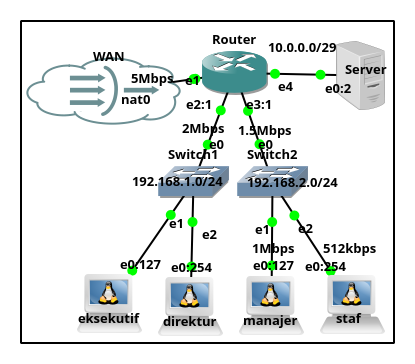 Router
WAN
10.0.0.0/29
5Mbps
e1
Server
nat0
e4
e0:2
e2:1
e3:1
2Mbps
1.5Mbps
e0
e0
Switch1
Switch2
192.168.1.0/24
192.168.2.0/24
e1
e2
e1
e2
1Mbps
512kbps
e0:127
e0:254
e0:127
e0:254
eksekutif
direktur
manajer
staf